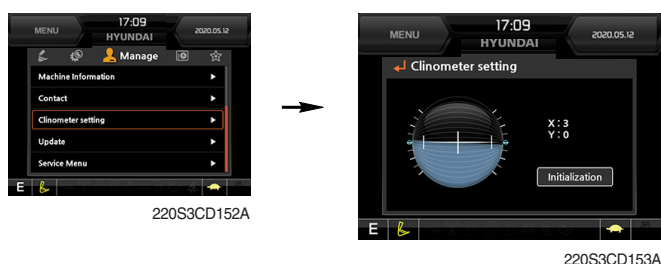 MENU
17:09
HYUNDAI
2020.05.12
Manage
Machine Information
Contact
Clinometer setting
Update
Service Menu
E
220S3CD152A
MENU
17:09
HYUNDAI
2020.05.12
Clinometer setting
X : 3
Y : 0
Initialization
E
220S3CD153A